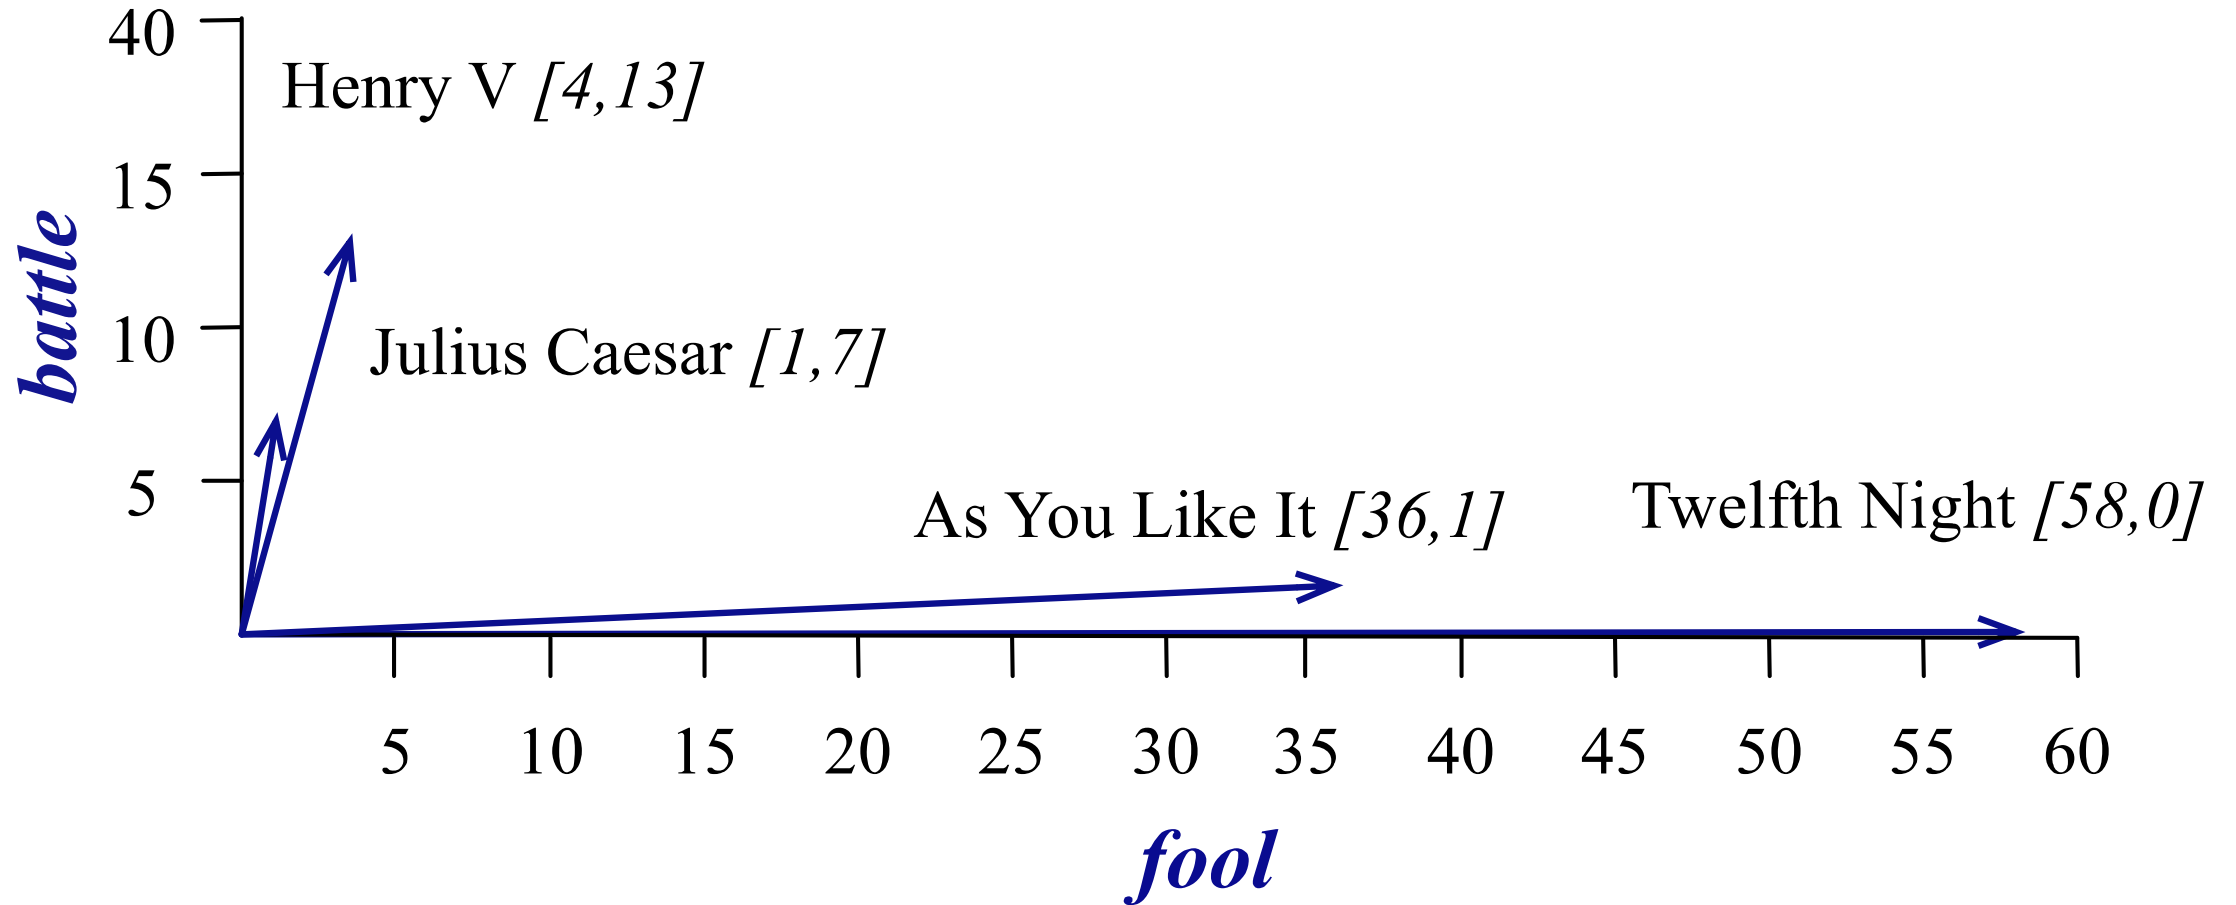 40
Henry V [4,13]
15
battle
10
Julius Caesar [1,7]
5
As You Like It [36,1]
Twelfth Night [58,0]
5 10 15 20 25 30 35 40 45 50 55 60
fool